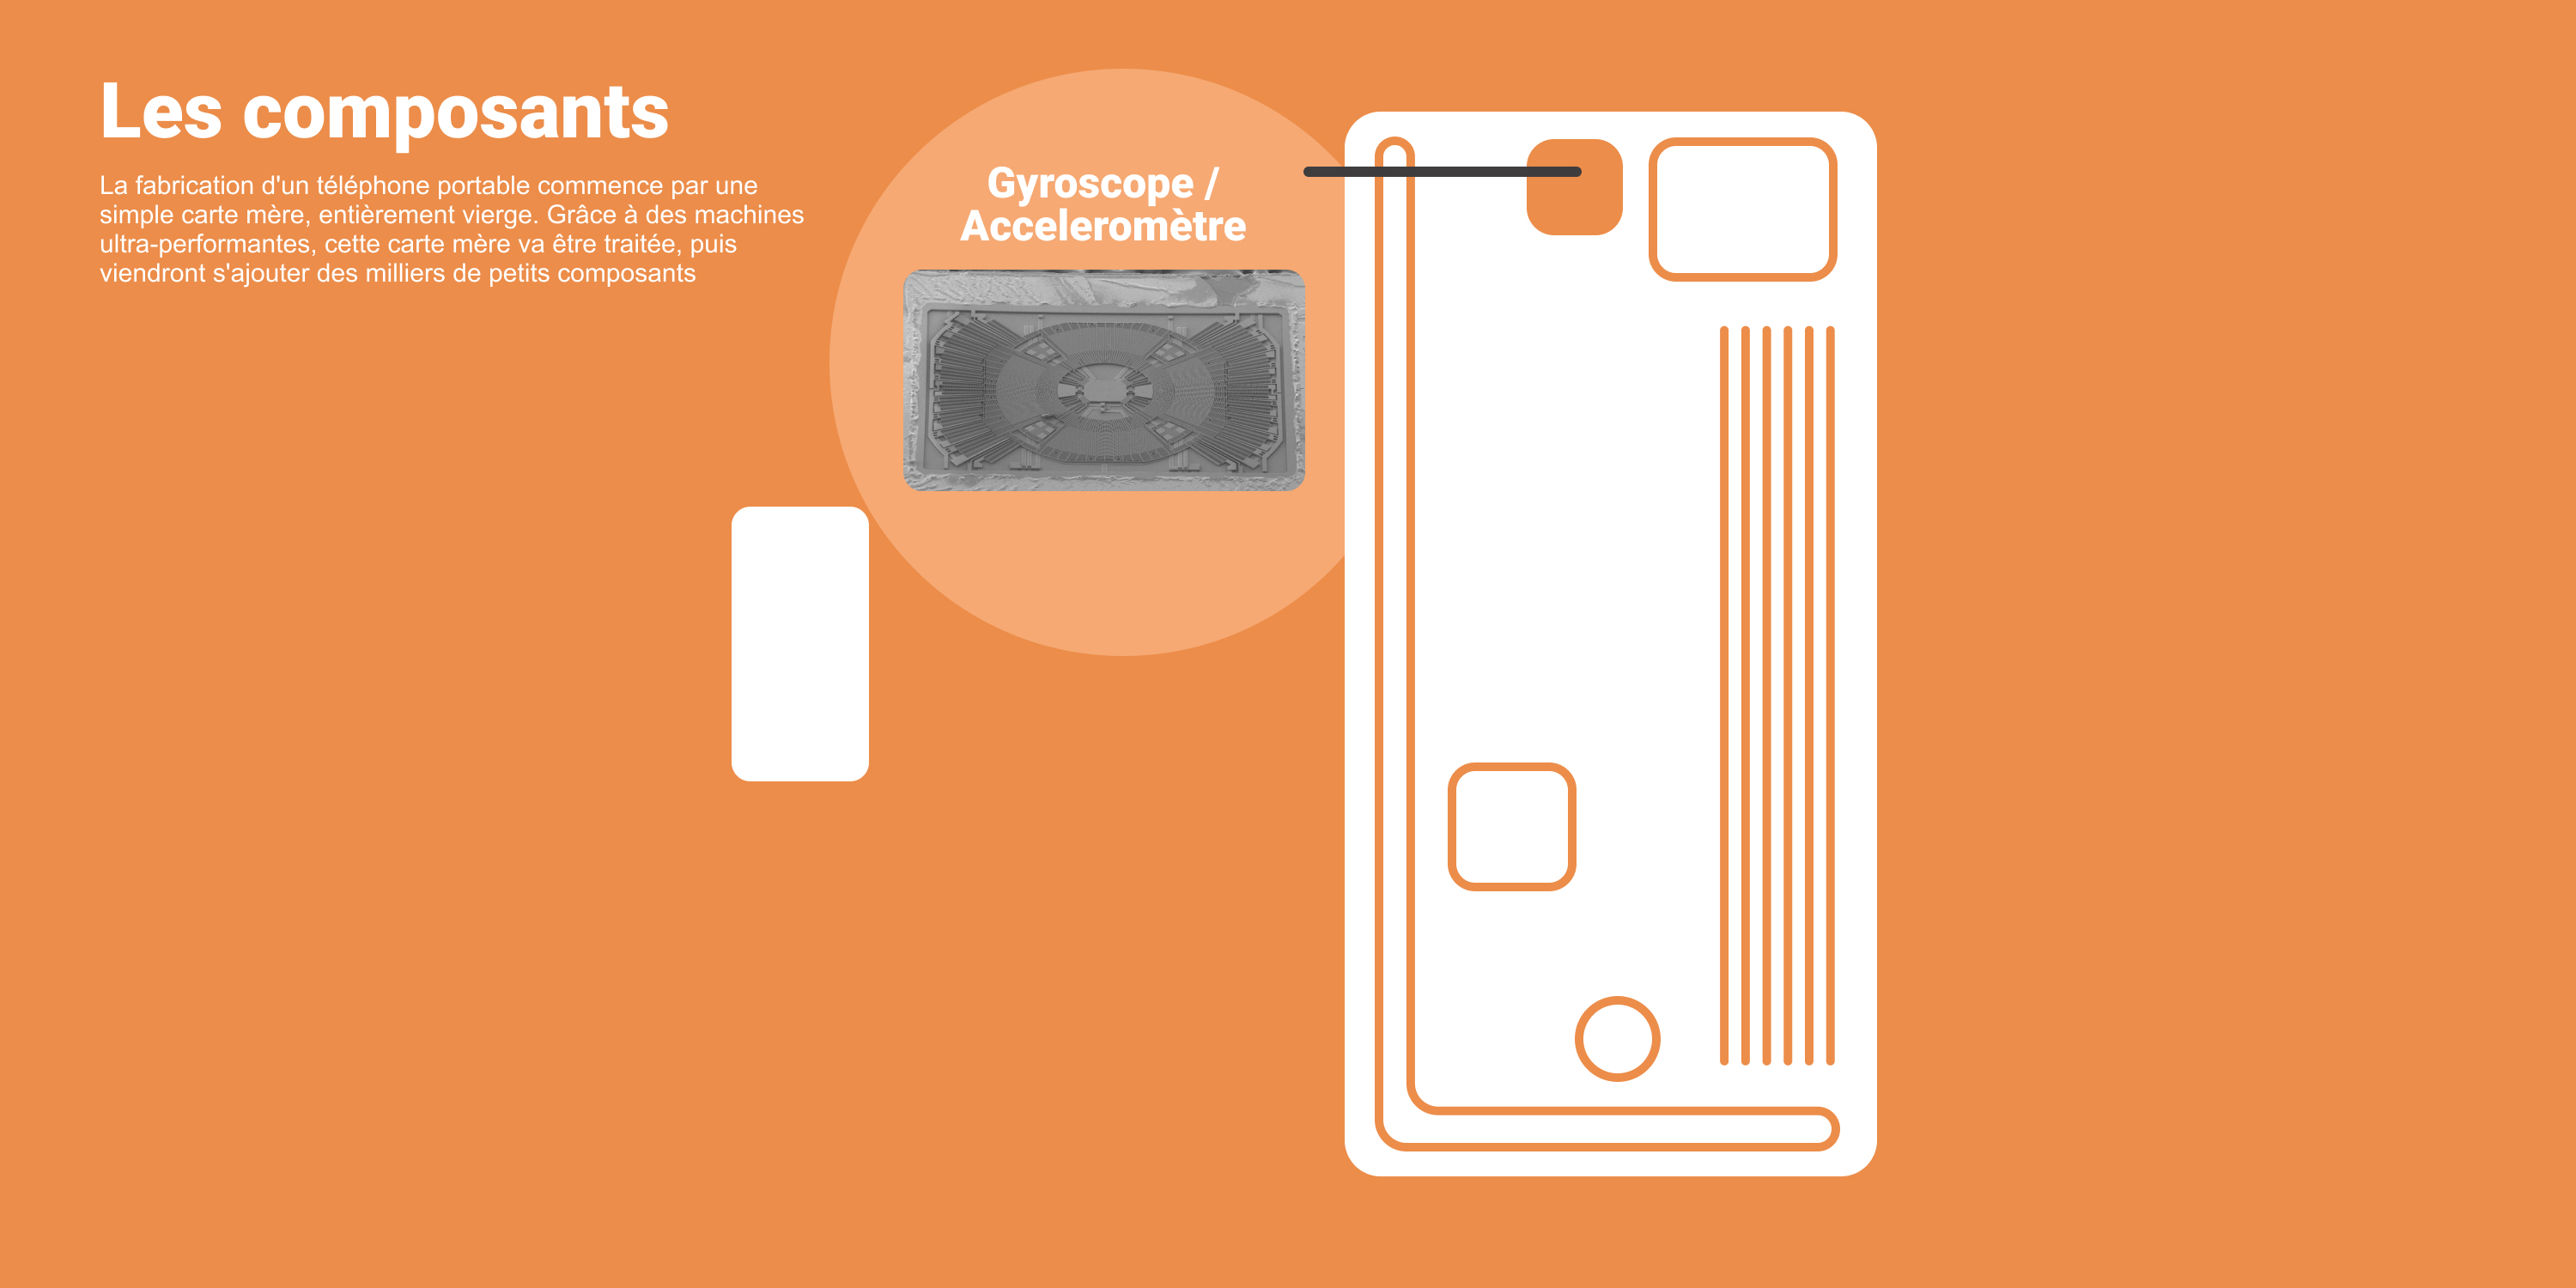 Les composants
La fabrication d'un téléphone portable commence par une
simple carte mère, entièrement vierge. Grâce à des machines
ultra-performantes, cette carte mère va être traitée, puis
viendront s'ajouter des milliers de petits composants
Gyroscope /
Acceleromètre